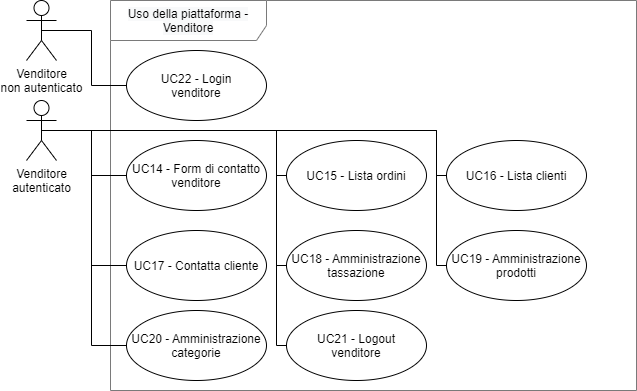 Uso della piattaforma -
Venditore
Venditore
non autenticato
UC22 - Login
venditore
Venditore
autenticato
UC14 - Form di contatto
venditore
UC15 - Lista ordini
UC16 - Lista clienti
UC17 - Contatta cliente
UC18 - Amministrazione
tassazione
UC19 - Amministrazione
prodotti
UC20 - Amministrazione
categorie
UC21 - Logout
venditore